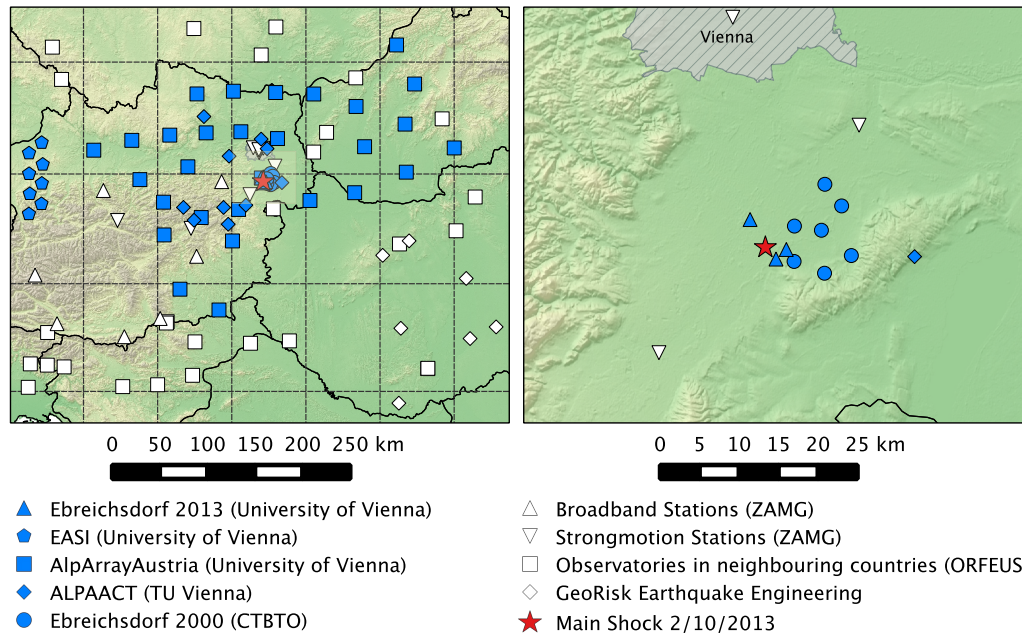 Vienna
0 50 100 150 200 250 km
0 5 10 15 20 25 km
Ebreichsdorf 2013 (University of Vienna)
EASI (University of Vienna)
AlpArrayAustria (University of Vienna)
ALPAACT (TU Vienna)
Ebreichsdorf 2000 (CTBTO)
Broadband Stations (ZAMG)
Strongmotion Stations (ZAMG)
Observatories in neighbouring countries (ORFEUS
GeoRisk Earthquake Engineering
Main Shock 2/10/2013